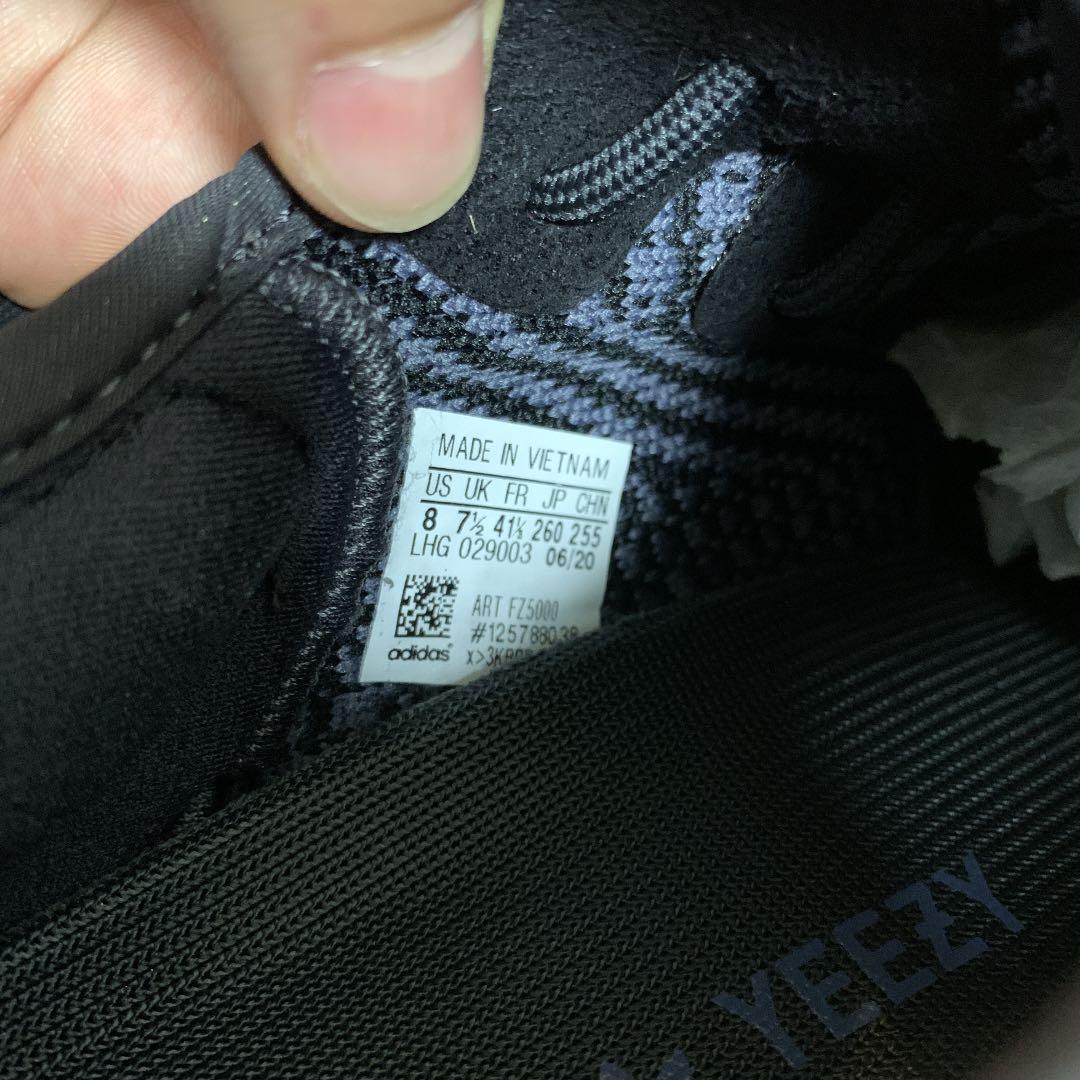 MADE IN VIETNAM
US UK FR JP CHN
8 7½ 41⅓ 260 255
LHG 029003 06/20
ART FZ5000
adidas
YEEZY